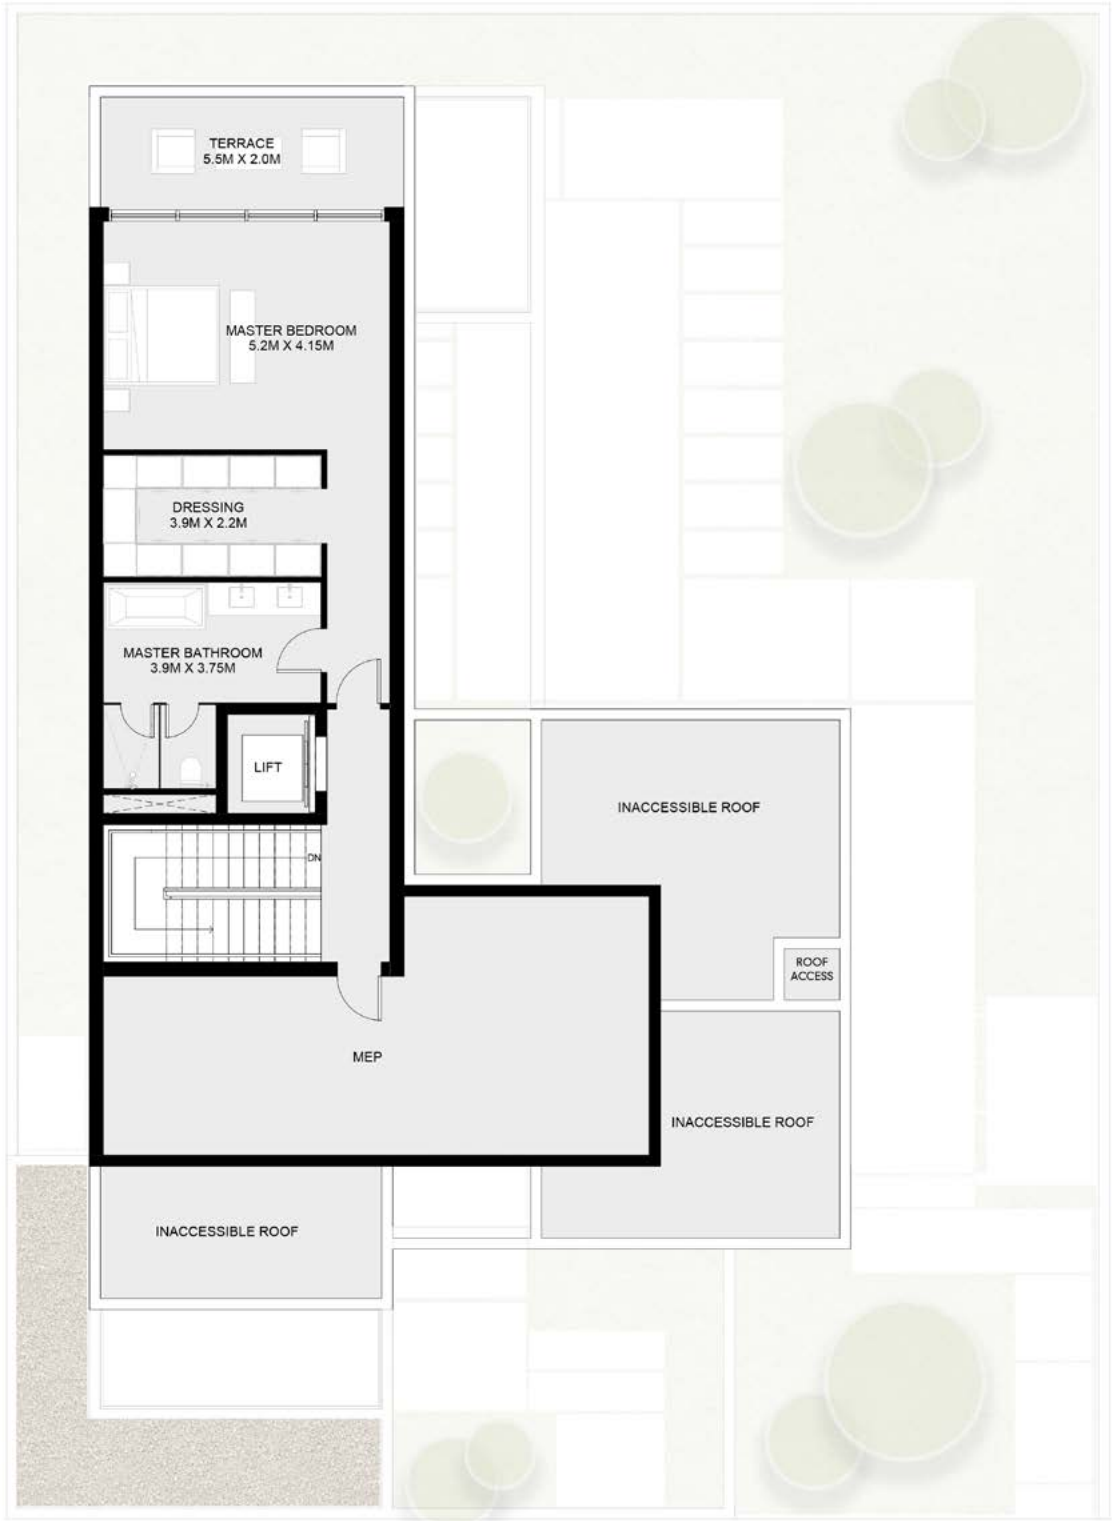 TERRACE
5.5M X 2.0M
MASTER BEDROOM
5.2M X 4.15M
DRESSING
3.9M X 2.2M
MASTER BATHROOM
3.9M X 3.75M
LIFT
INACCESSIBLE ROOF
DN
ROOF
ACCESS
MEP
INACCESSIBLE ROOF
INACCESSIBLE ROOF